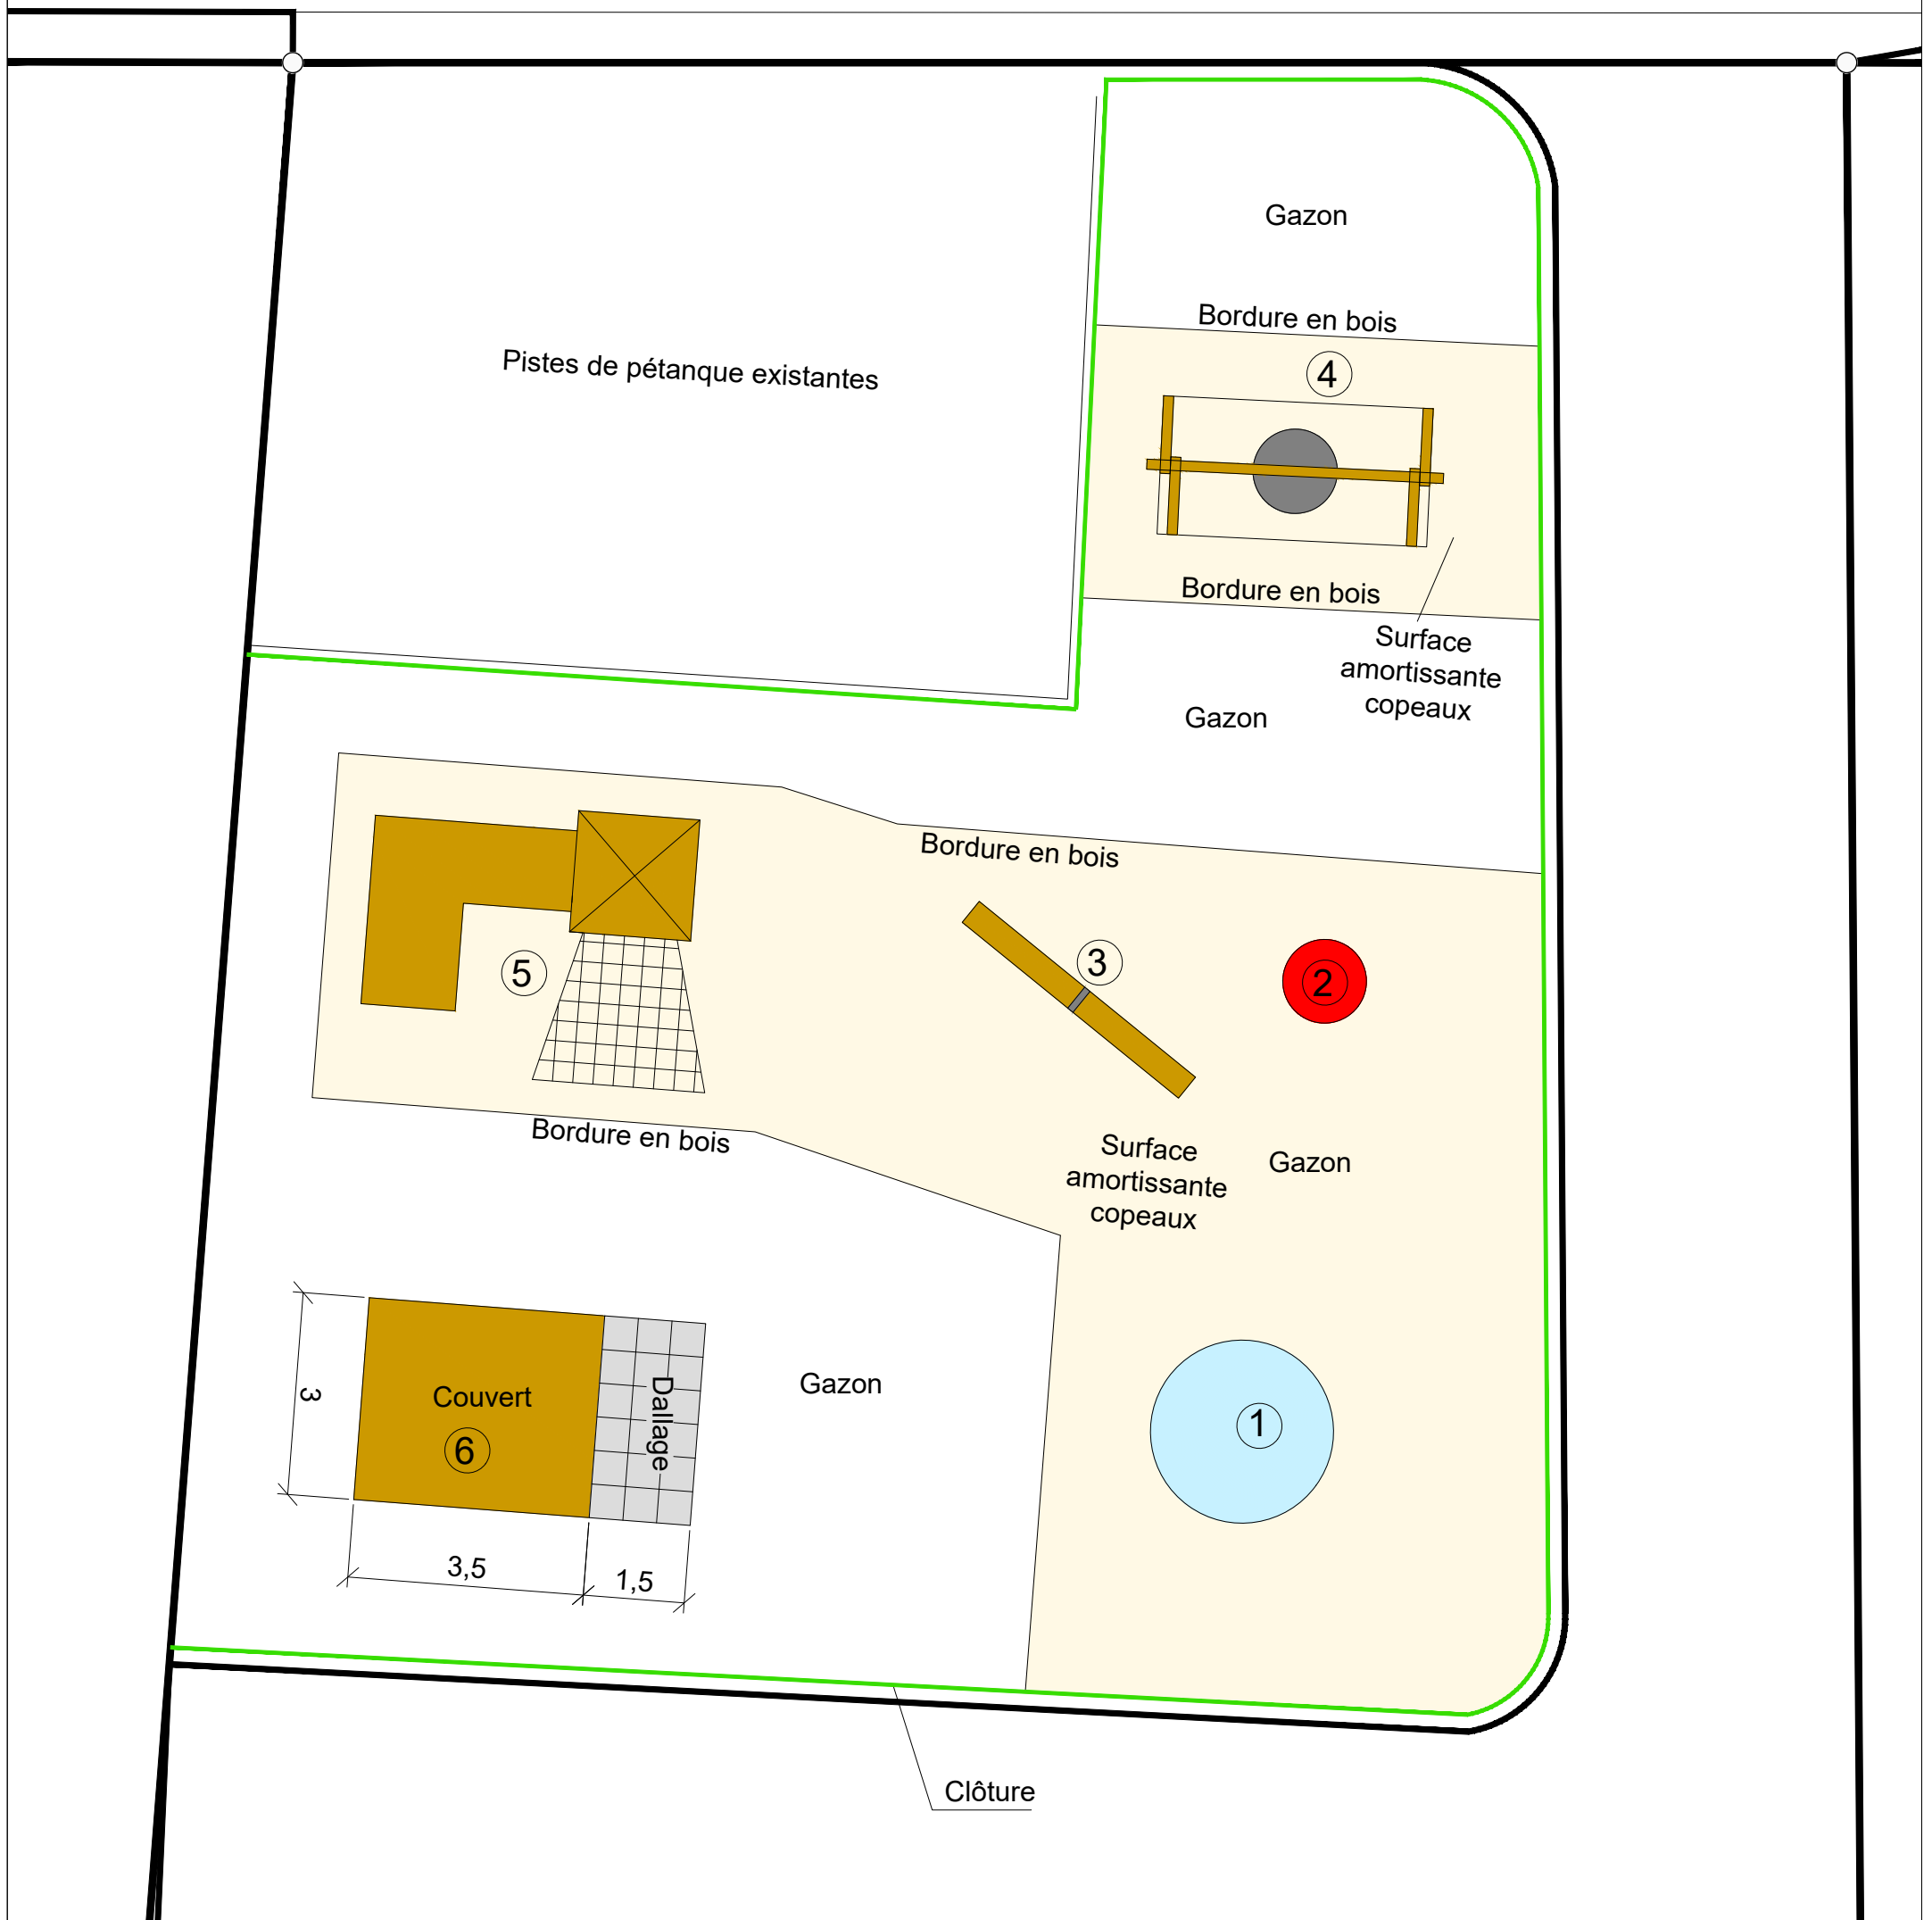 Gazon
Bordure en bois
Pistes de pétanque existantes
4
Bordure en bois
Surface
amortissante
copeaux
Gazon
Bordure en bois
3
2
5
Bordure en bois
Surface
amortissante
copeaux
Gazon
3
Couvert
6
Dallage
Gazon
1
3,5
1,5
Clôture